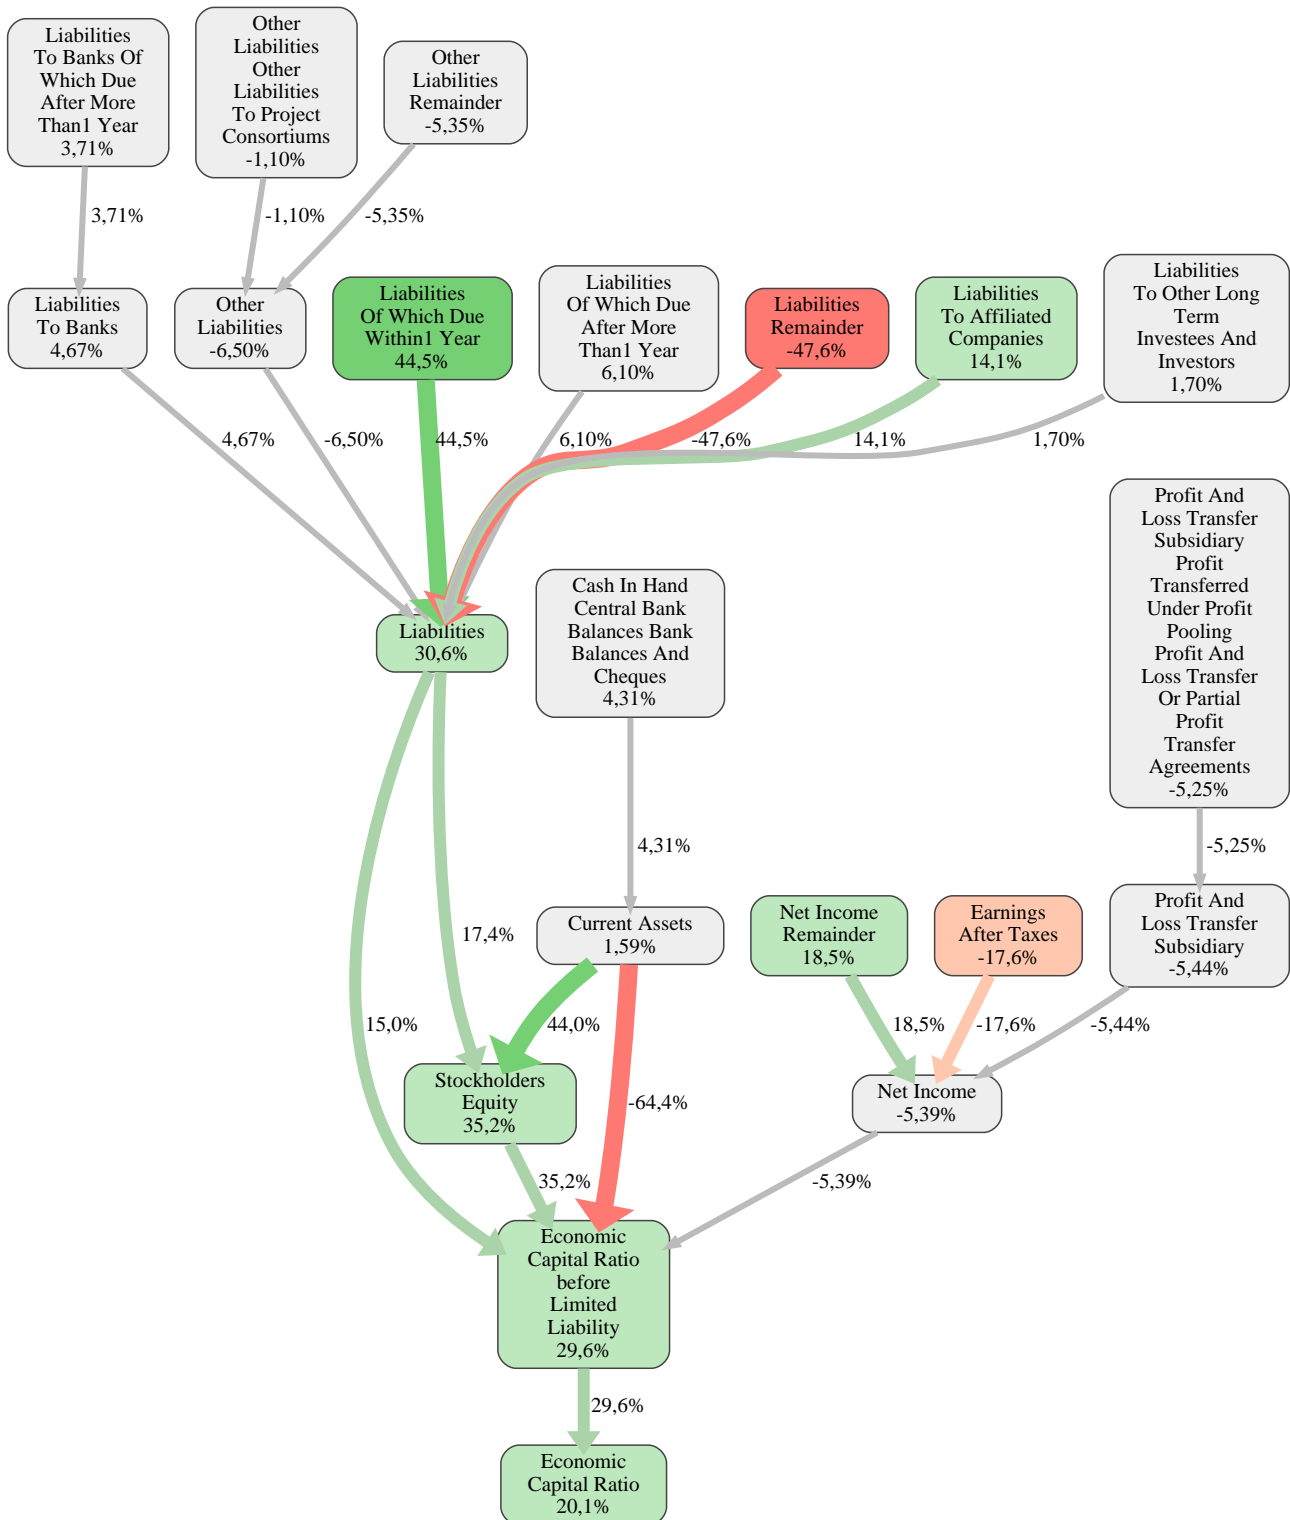 Liabilities
To Banks Of
Which Due
After More
Than1 Year
3,71%
Other
Liabilities
Other
Liabilities
To Project
Consortiums
-1,10%
Other
Liabilities
Remainder
-5,35%
3,71%
-1,10%
-5,35%
Liabilities
To Banks
4,67%
Other
Liabilities
-6,50%
Liabilities
Of Which Due
Within1 Year
44,5%
Liabilities
Of Which Due
After More
Than1 Year
6,10%
Liabilities
Remainder
-47,6%
Liabilities
To Affiliated
Companies
14,1%
Liabilities
To Other Long
Term
Investees And
Investors
1,70%
4,67%
-6,50%
44,5%
6,10%
-47,6%
14,1%
1,70%
Liabilities
30,6%
Cash In Hand
Central Bank
Balances Bank
Balances And
Cheques
4,31%
Profit And
Loss Transfer
Subsidiary
Profit
Transferred
Under Profit
Pooling
Profit And
Loss Transfer
Or Partial
Profit
Transfer
Agreements
-5,25%
4,31%
-5,25%
Current Assets
1,59%
Net Income
Remainder
18,5%
Earnings
After Taxes
-17,6%
Profit And
Loss Transfer
Subsidiary
-5,44%
17,4%
15,0%
44,0%
-64,4%
18,5%
-17,6%
-5,44%
Stockholders
Equity
35,2%
Net Income
-5,39%
35,2%
-5,39%
Economic
Capital Ratio
before
Limited
Liability
29,6%
29,6%
Economic
Capital Ratio
20,1%